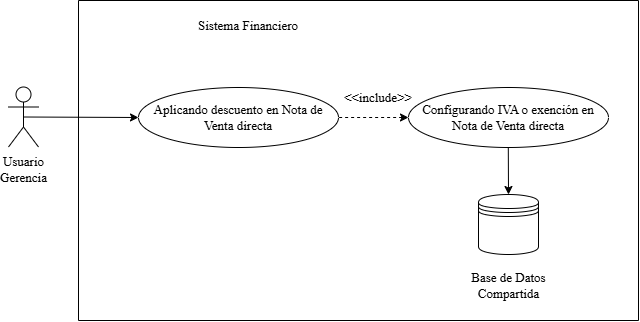 Sistema Financiero
Aplicando descuento en Nota de
Venta directa
<<include>>
Configurando IVA o exención en
Nota de Venta directa
Usuario
Gerencia
Base de Datos
Compartida